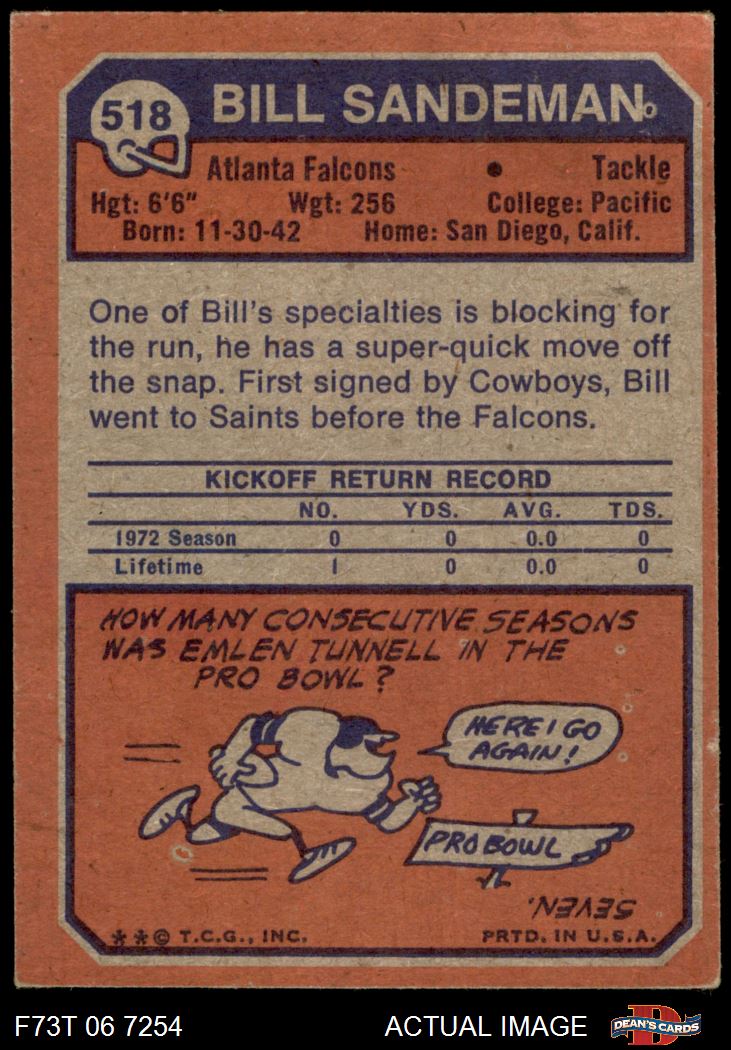 518
BILL SANDEMAN
Atlanta Falcons • Tackle
Hgt: 6'6" Wgt: 256 College: Pacific
Born: 11-30-42 Home: San Diego, Calif.
One of Bill's specialties is blocking for
the run, he has a super-quick move off
the snap. First signed by Cowboys, Bill
went to Saints before the Falcons.
KICKOFF RETURN RECORD
NO. YDS. AVG. TDS.
1972 Season 0 0 0.0 0
Lifetime 1 0 0.0 0
HOW MANY CONSECUTIVE SEASONS
WAS EMLEN TUNNELL IN THE
PRO BOWL?
HERE I GO
AGAIN!
PRO BOWL
SEVEN.
**© T.C.G., INC. PRTD. IN U.S.A.
F73T 06 7254 ACTUAL IMAGE
DEAN'S CARDS